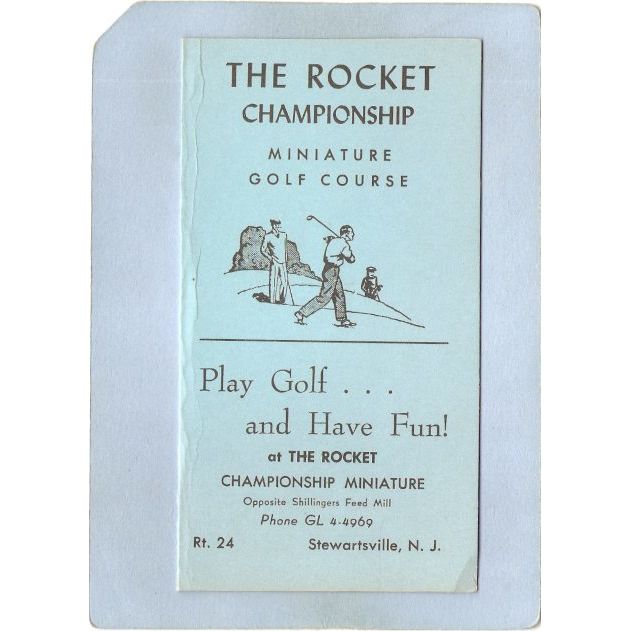 THE ROCKET
CHAMPIONSHIP
MINIATURE
GOLF COURSE
Play Golf . . .
and Have Fun!
at THE ROCKET
CHAMPIONSHIP MINIATURE
Opposite Shillingers Feed Mill
Phone GL 4-4969
Rt. 24 Stewartsville, N. J.